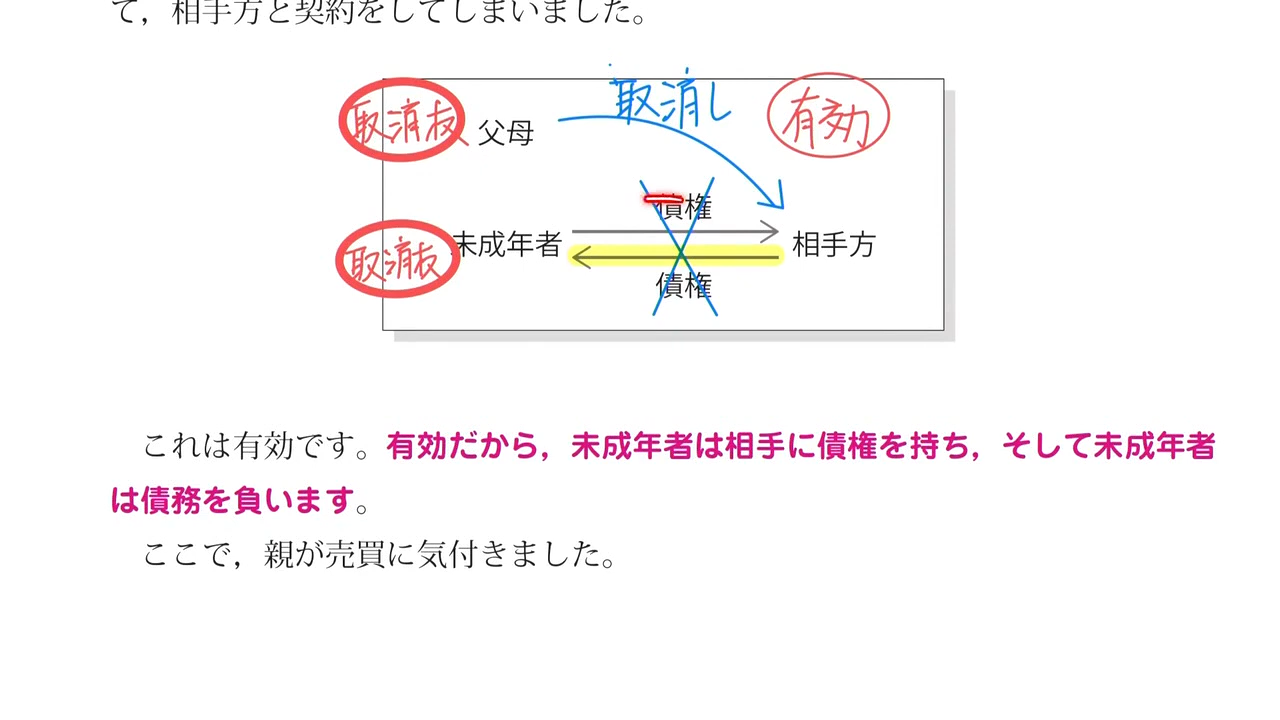 て，相手方と契約をしてしまいました。
取消し
取消权 父母
有効
債権
取消权 未成年者
相手方
債権
これは有効です。有効だから，未成年者は相手に債権を持ち，そして未成年者
は債務を負います。
ここで，親が売買に気付きました。